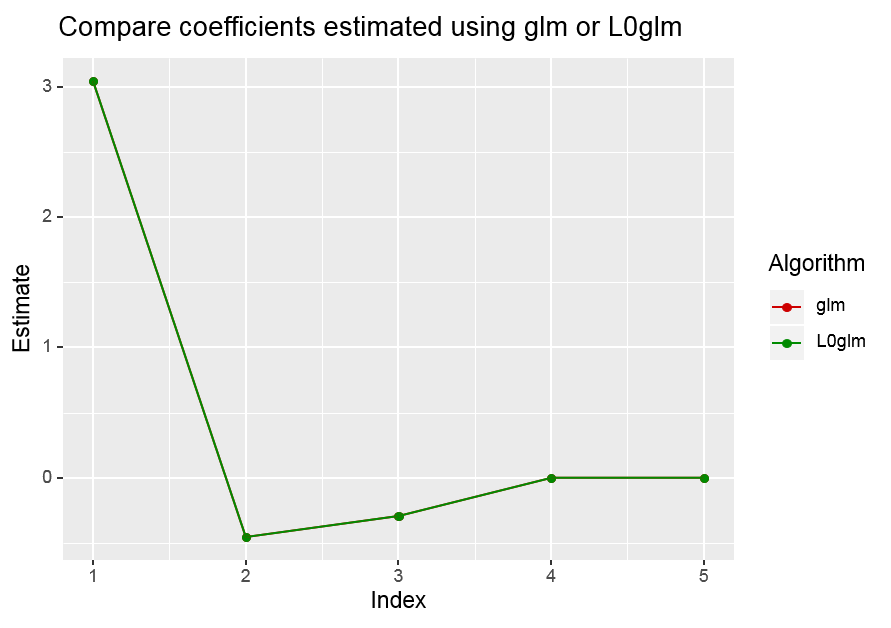 Compare coefficients estimated using glm or L0glm
3
2
1
0
Estimate
1 2 3 4 5
Index
Algorithm
glm
L0glm